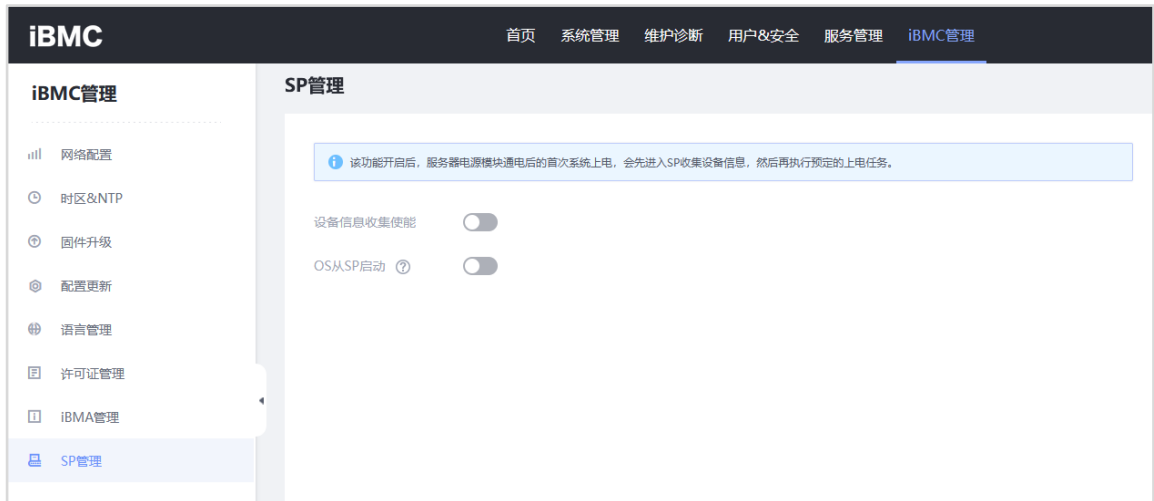 iBMC
首页 系统管理 维护诊断 用户&安全 服务管理 iBMC管理
iBMC管理
网络配置
时区&NTP
固件升级
配置更新
语言管理
许可证管理
iBMA管理
SP管理
SP管理
该功能开启后，服务器电源模块通电后的首次系统上电，会先进入SP收集设备信息，然后再执行预定的上电任务。
设备信息收集使能
OS从SP启动